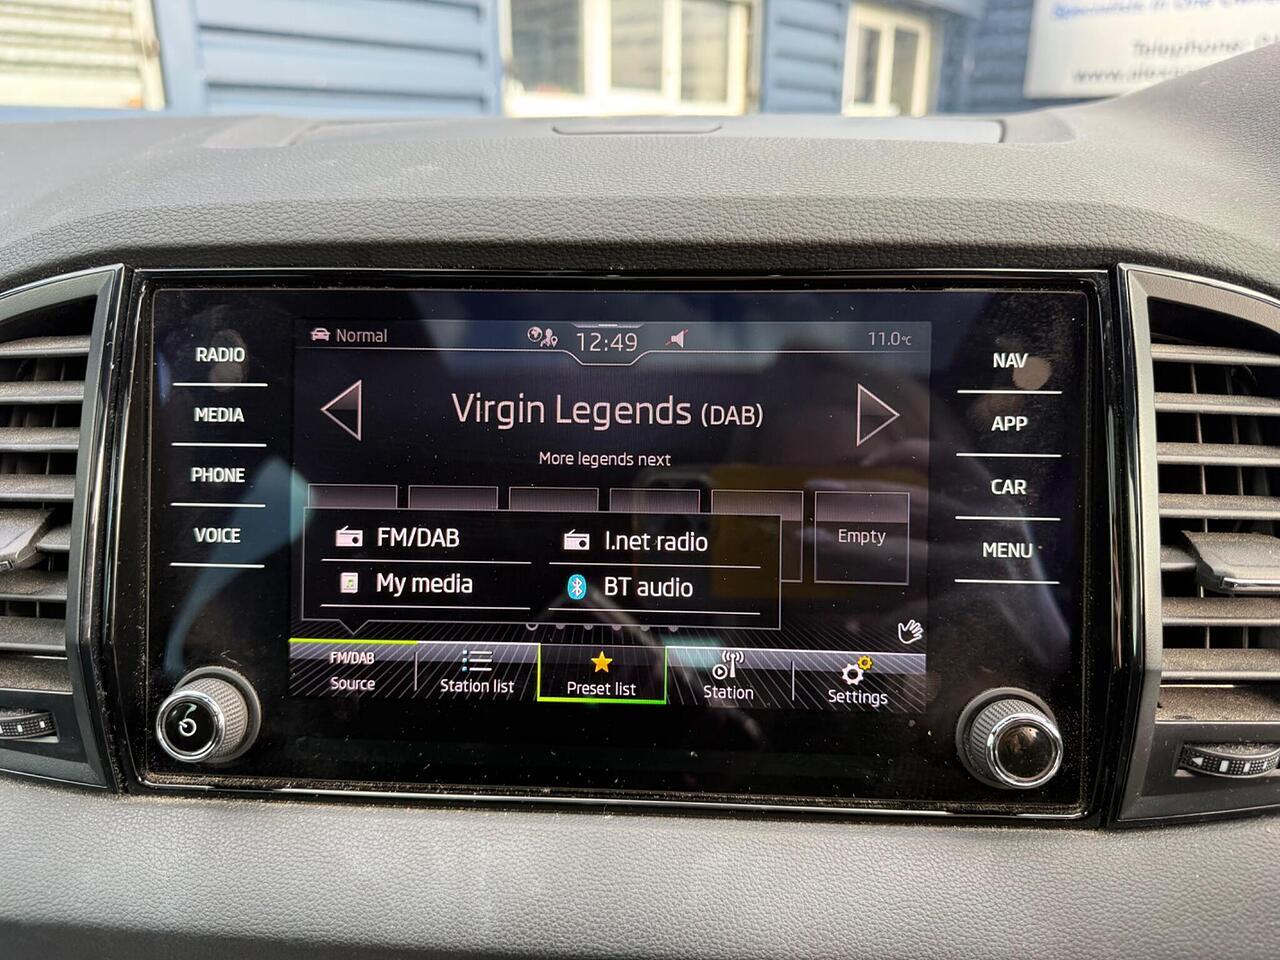 Telephone:
RADIO
MEDIA
PHONE
VOICE
Normal
12:49
11.0°C
Virgin Legends (DAB)
More legends next
Empty
FM/DAB
I.net radio
My media
BT audio
FM/DAB
Source
Station list
Preset list
Station
Settings
NAV
APP
CAR
MENU